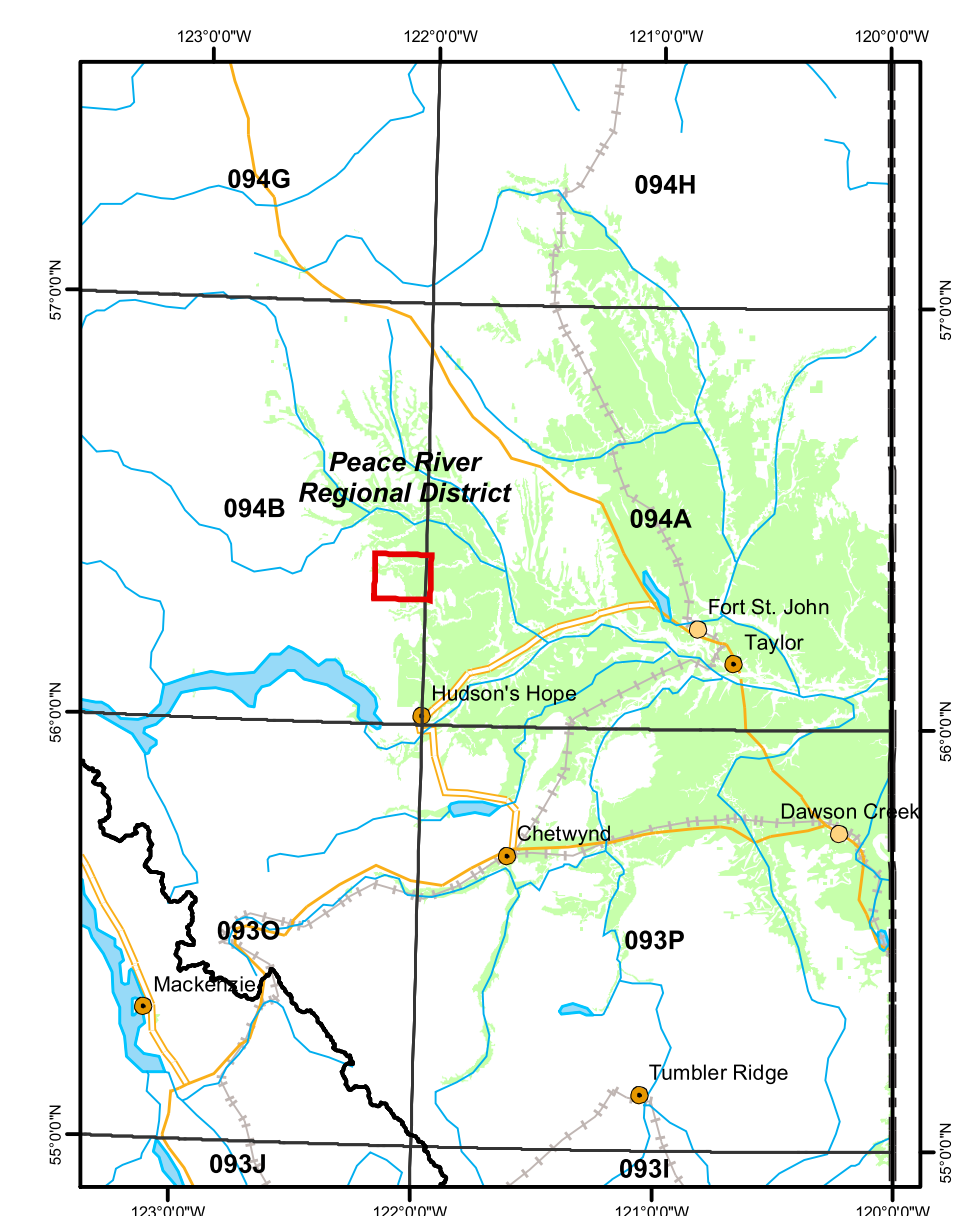 123°0'0"W 122°0'0"W 121°0'0"W 120°0'0"W
094G
094H
57°0'0"N
57°0'0"N
Peace River
Regional District
094B
094A
Fort St. John
Taylor
Hudson's Hope
56°0'0"N
56°0'0"N
Dawson Creek
Chetwynd
093O
093P
Mackenzie
Tumbler Ridge
55°0'0"N
55°0'0"N
093J
093I
123°0'0"W 122°0'0"W 121°0'0"W 120°0'0"W